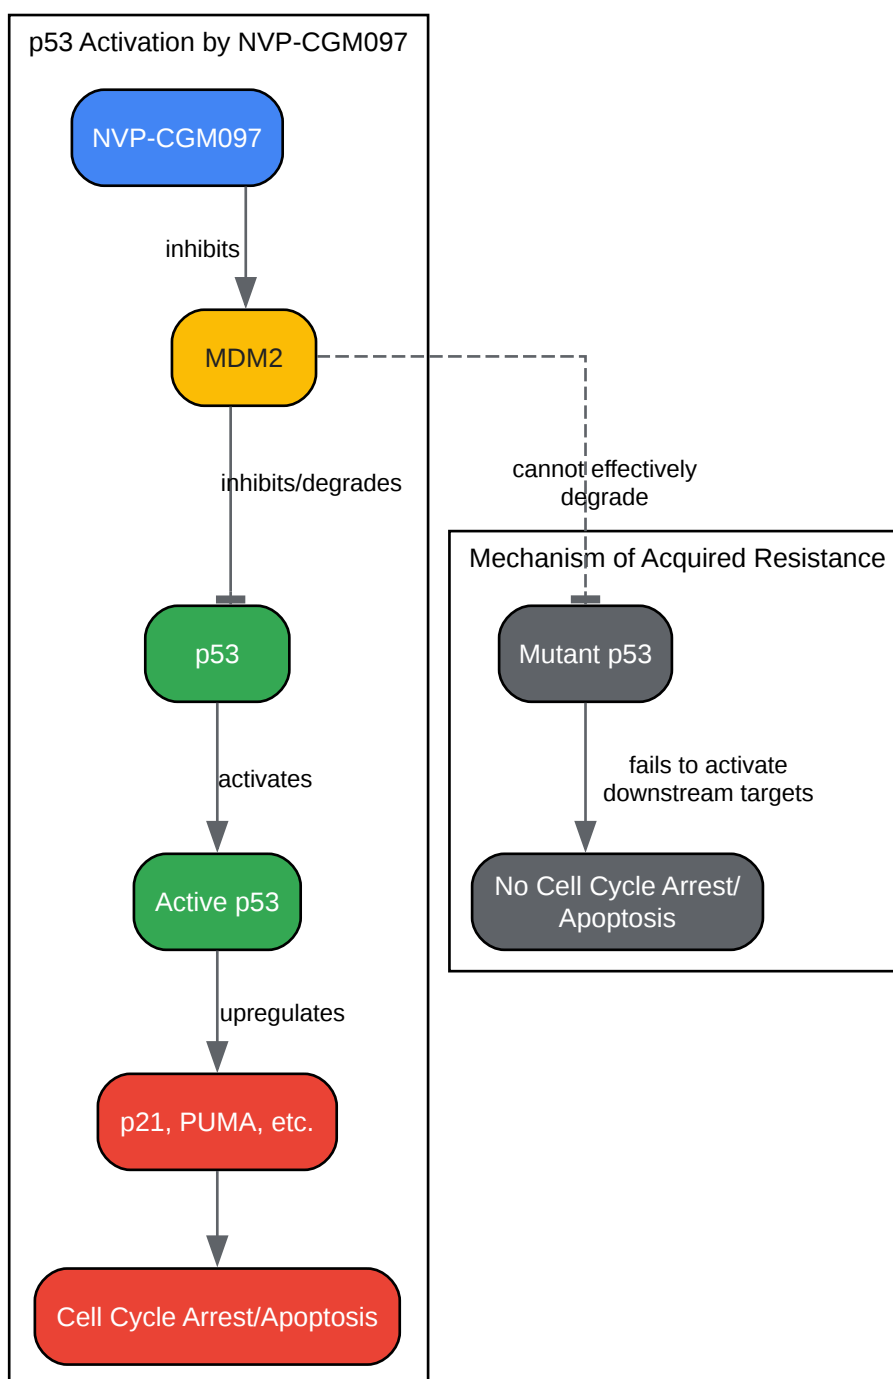 p53 Activation by NVP-CGM097
NVP-CGM097
inhibits
MDM2
inhibits/degrades
cannot effectively
degrade
Mechanism of Acquired Resistance
p53
Mutant p53
activates
fails to activate
downstream targets
Active p53
No Cell Cycle Arrest/
Apoptosis
upregulates
p21, PUMA, etc.
Cell Cycle Arrest/Apoptosis